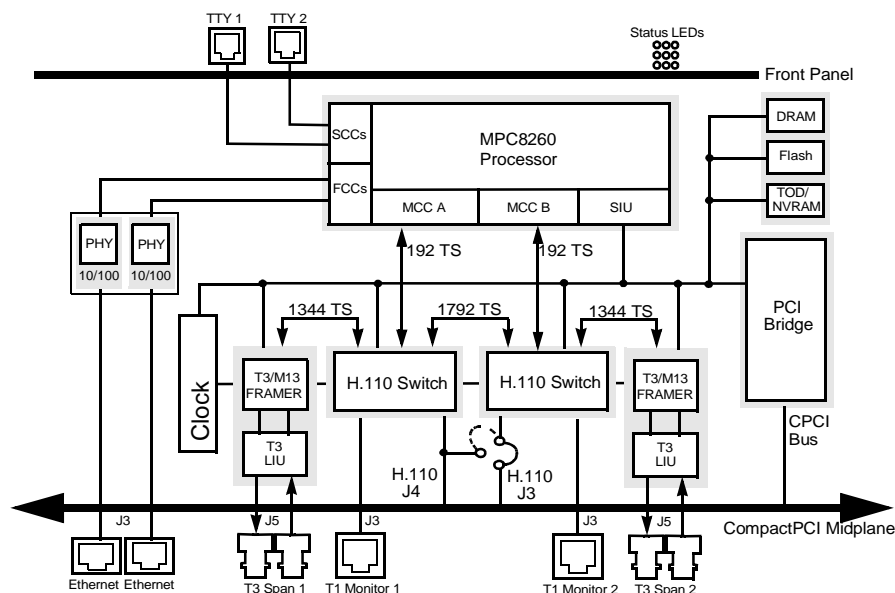 TTY 1
TTY 2
Status LEDs
Front Panel
SCCs
MPC8260
Processor
FCCs
MCC A
MCC B
SIU
DRAM
Flash
TOD/
NVRAM
PHY
PHY
10/100
10/100
192 TS
192 TS
1344 TS
1792 TS
1344 TS
PCI
Bridge
Clock
T3/M13
FRAMER
H.110 Switch
H.110 Switch
T3/M13
FRAMER
T3
LIU
T3
LIU
CPCI
Bus
H.110
J4
H.110
J3
J3
J5
J3
J3
J5
CompactPCI Midplane
Ethernet
Ethernet
T3 Span 1
T1 Monitor 1
T1 Monitor 2
T3 Span 2